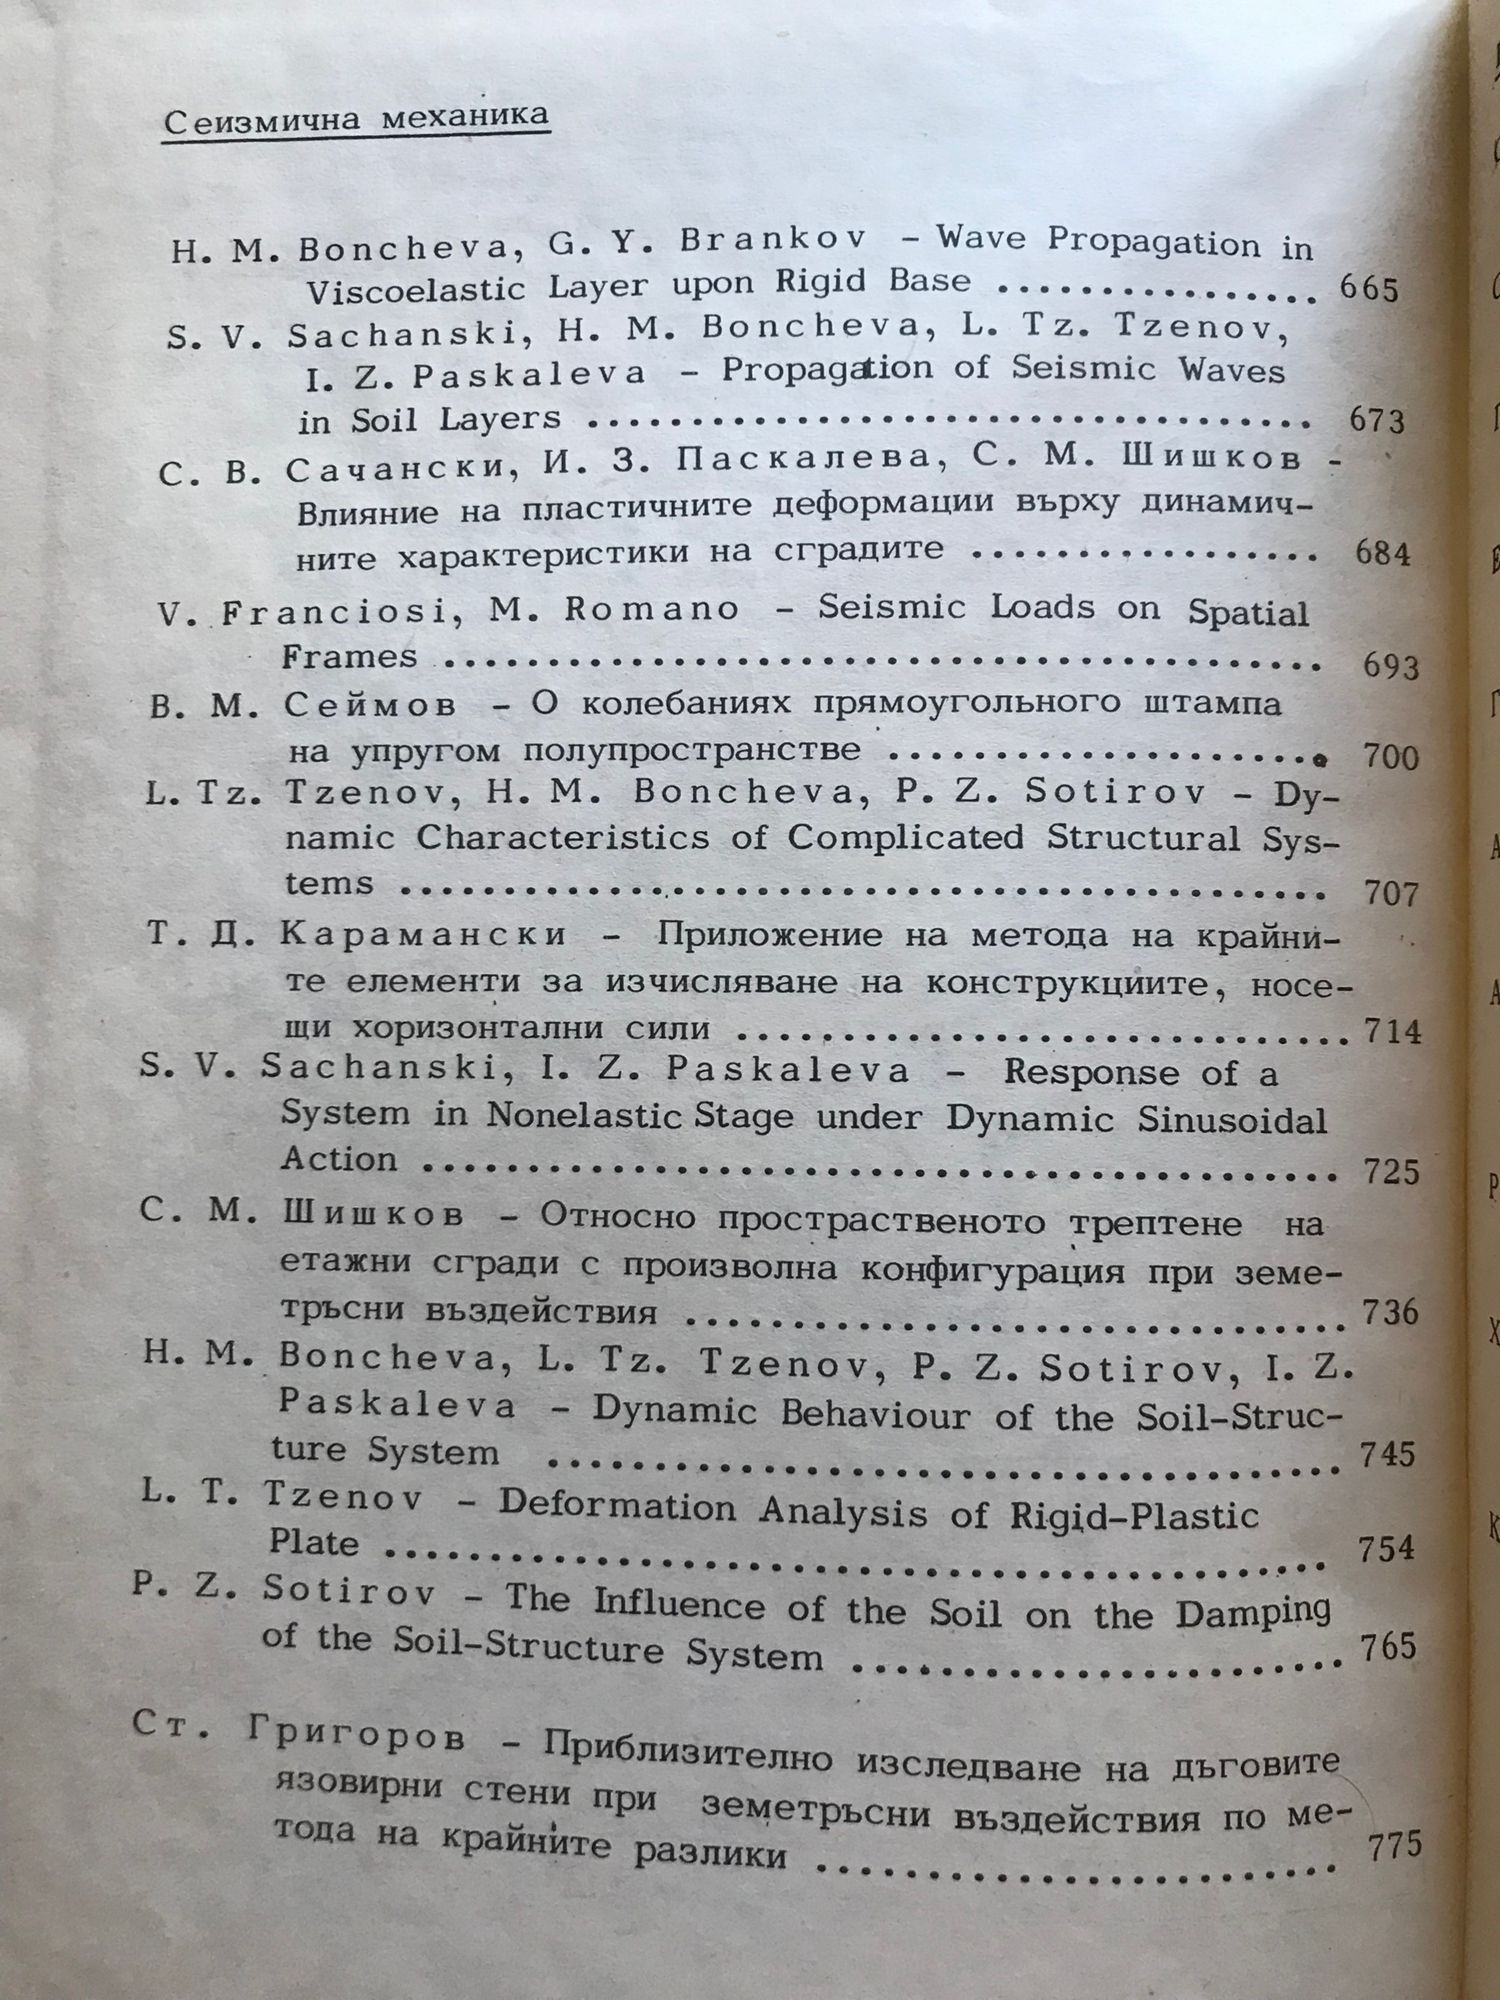 Сеизмична механика
H. M. Boncheva, G. Y. Brankov - Wave Propagation in
Viscoelastic Layer upon Rigid Base ................ 665
S. V. Sachanski, H. M. Boncheva, L. Tz. Tzenov,
I. Z. Paskaleva - Propagation of Seismic Waves
in Soil Layers .................................... 673
С. В. Сачански, И. З. Паскалева, С. М. Шишков -
Влияние на пластичните деформации върху динамич-
ните характеристики на сградите ................. 684
V. Franciosi, M. Romano - Seismic Loads on Spatial
Frames ........................................... 693
В. М. Сеймов - О колебаниях прямоугольного штампа
на упругом полупространстве ...................... 700
L. Tz. Tzenov, H. M. Boncheva, P. Z. Sotirov - Dy-
namic Characteristics of Complicated Structural Sys-
tems ............................................. 707
Т. Д. Карамански - Приложение на метода на крайни-
те елементи за изчисляване на конструкциите, носе-
щи хоризонтални сили .............................. 714
S. V. Sachanski, I. Z. Paskaleva - Response of a
System in Nonelastic Stage under Dynamic Sinusoidal
Action ............................................ 725
С. М. Шишков - Относно простраственото трептене на
етажни сгради с произволна конфигурация приземе-
тръсни въздействия ................................ 736
H. M. Boncheva, L. Tz. Tzenov, P. Z. Sotirov, I. Z.
Paskaleva - Dynamic Behaviour of the Soil-Struc-
ture System ...................................... 745
L. T. Tzenov - Deformation Analysis of Rigid-Plastic
Plate ............................................. 754
P. Z. Sotirov - The Influence of the Soil on the Damping
of the Soil-Structure System ........................ 765
Ст. Григоров - Приблизително изследване на дъговите
язовирни стени при земетръсни въздействия по ме-
тода на крайните разлики ......................... 775